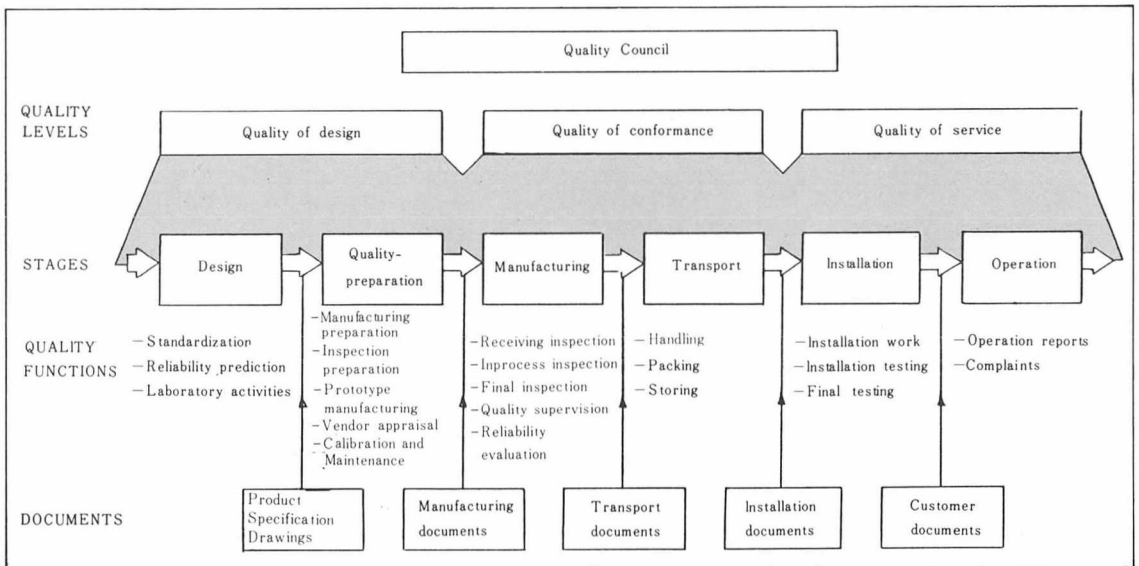 Quality Council
QUALITY
LEVELS
Quality of design
Quality of conformance
Quality of service
STAGES
Design
Quality-
preparation
Manufacturing
Transport
Installation
Operation
QUALITY
FUNCTIONS
— Standardization
— Reliability prediction
— Laboratory activities
— Manufacturing
preparation
— Inspection
preparation
— Prototype
manufacturing
— Vendor appraisal
— Calibration and
Maintenance
— Receiving inspection
— Inprocess inspection
— Final inspection
— Quality supervision
— Reliability
evaluation
— Handling
— Packing
— Storing
— Installation work
— Installation testing
— Final testing
— Operation reports
— Complaints
DOCUMENTS
Product
Specification
Drawings
Manufacturing
documents
Transport
documents
Installation
documents
Customer
documents